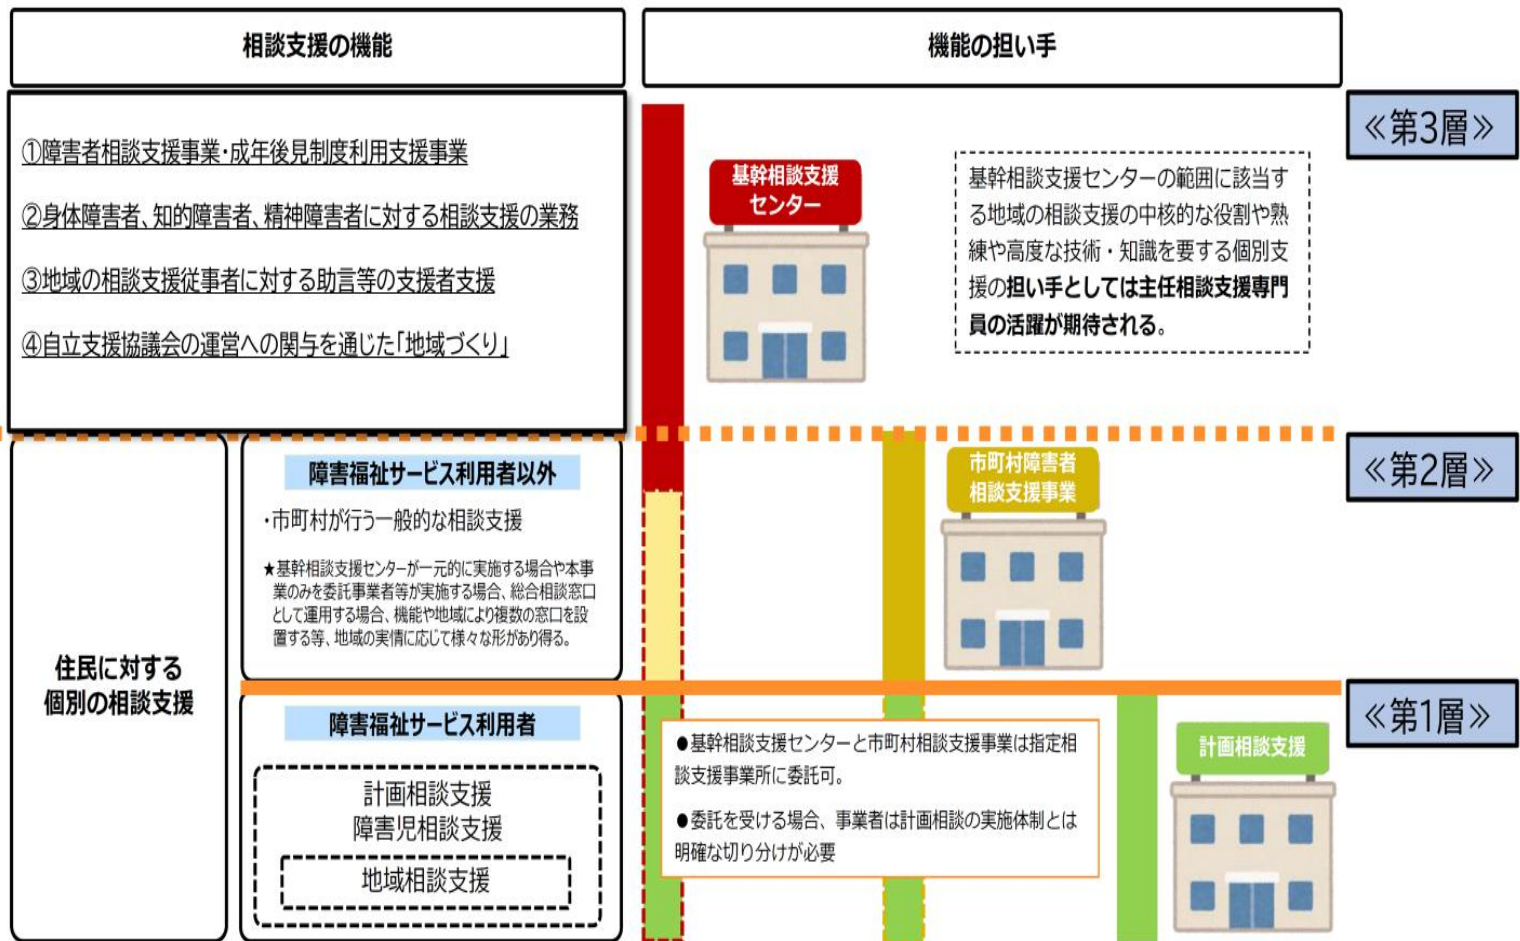 相談支援の機能
機能の担い手
≪第3層≫
①障害者相談支援事業・成年後見制度利用支援事業
②身体障害者、知的障害者、精神障害者に対する相談支援の業務
③地域の相談支援従事者に対する助言等の支援者支援
④自立支援協議会の運営への関与を通じた「地域づくり」
基幹相談支援
センター
基幹相談支援センターの範囲に該当す
る地域の相談支援の中核的な役割や熟
練や高度な技術・知識を要する個別支
援の担い手としては主任相談支援専門
員の活躍が期待される。
≪第2層≫
住民に対する
個別の相談支援
障害福祉サービス利用者以外
・市町村が行う一般的な相談支援
★基幹相談支援センターが一元的に実施する場合や本事
業のみを委託事業者等が実施する場合、総合相談窓口
として運用する場合、機能や地域により複数の窓口を設
置する等、地域の実情に応じて様々な形があり得る。
市町村障害者
相談支援事業
≪第1層≫
障害福祉サービス利用者
計画相談支援
障害児相談支援
地域相談支援
●基幹相談支援センターと市町村相談支援事業は指定相
談支援事業所に委託可。
●委託を受ける場合、事業者は計画相談の実施体制とは
明確な切り分けが必要
計画相談支援